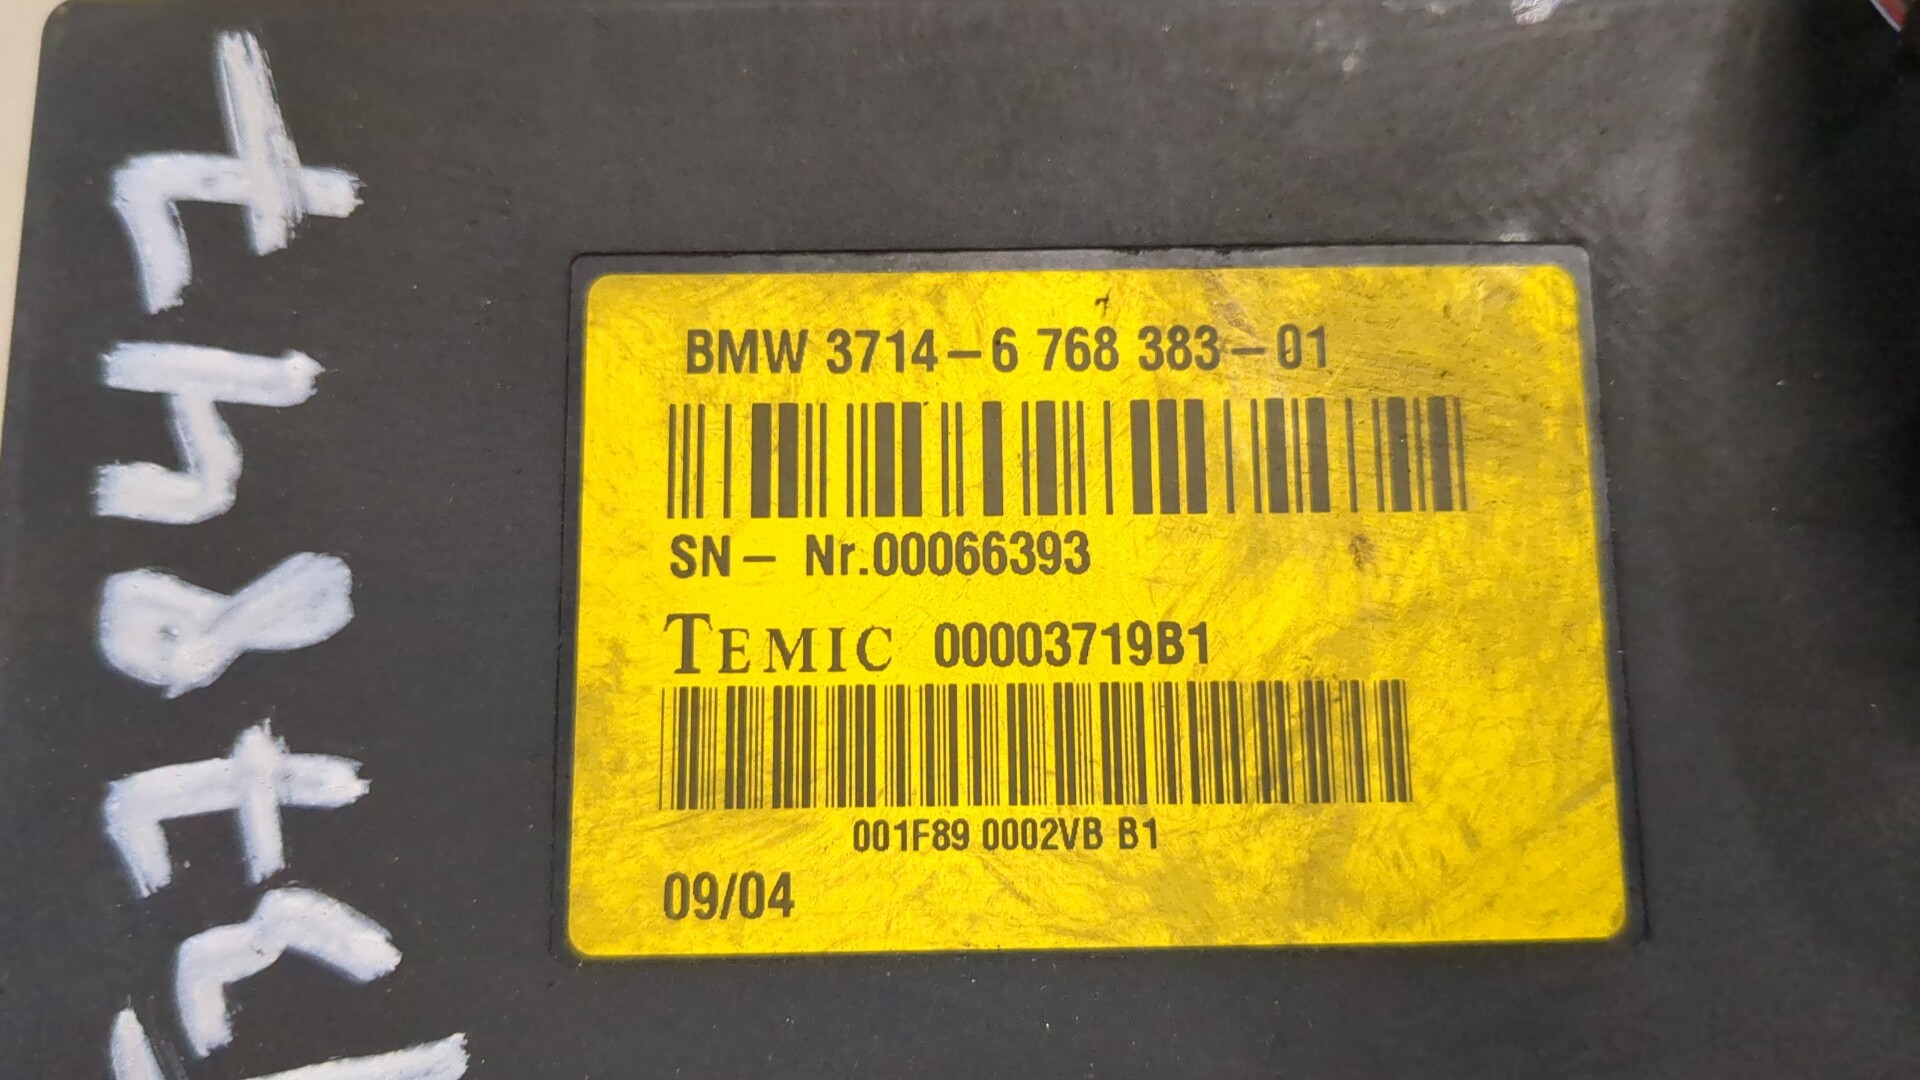 BMW 3714-6 768 383-01
SN- Nr.00066393
TEMIC 00003719B1
001F89 0002VB B1
09/04